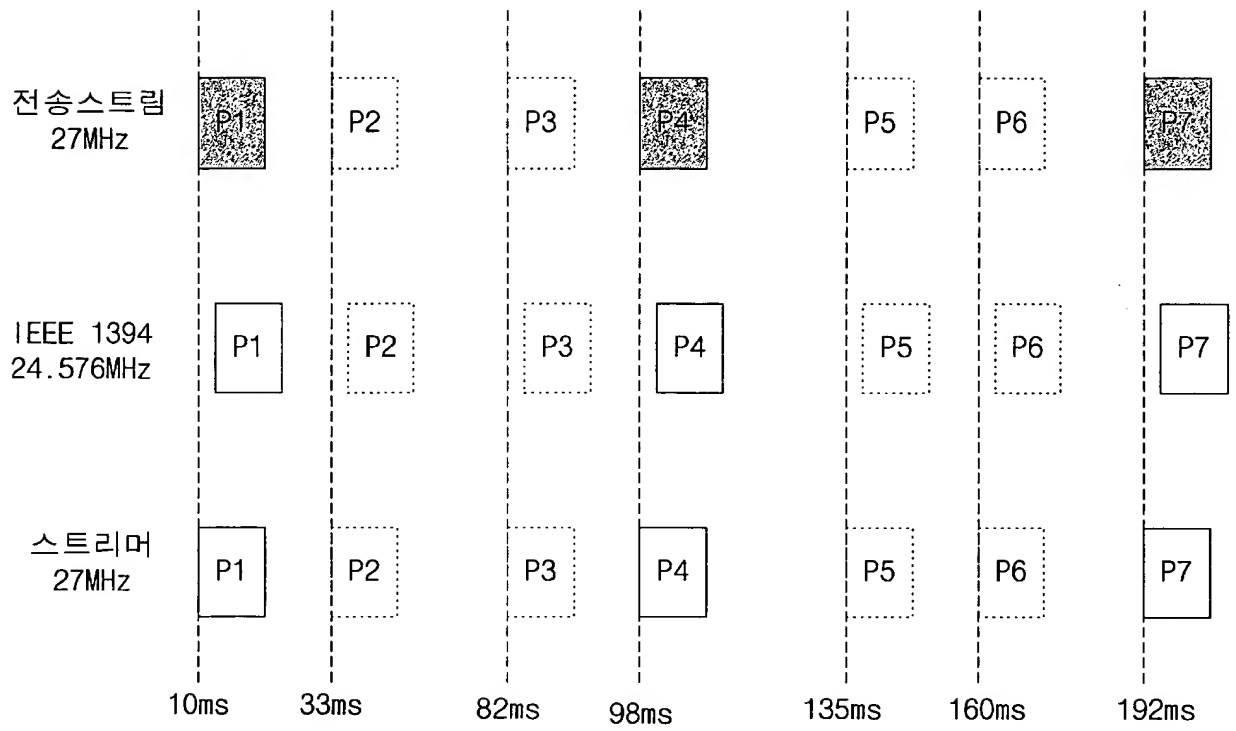 전송스트림
27MHz
P1 P2 P3 P4 P5 P6 P7
IEEE 1394
24.576MHz
P1 P2 P3 P4 P5 P6 P7
스트리머
27MHz
P1 P2 P3 P4 P5 P6 P7
10ms 33ms 82ms 98ms 135ms 160ms 192ms